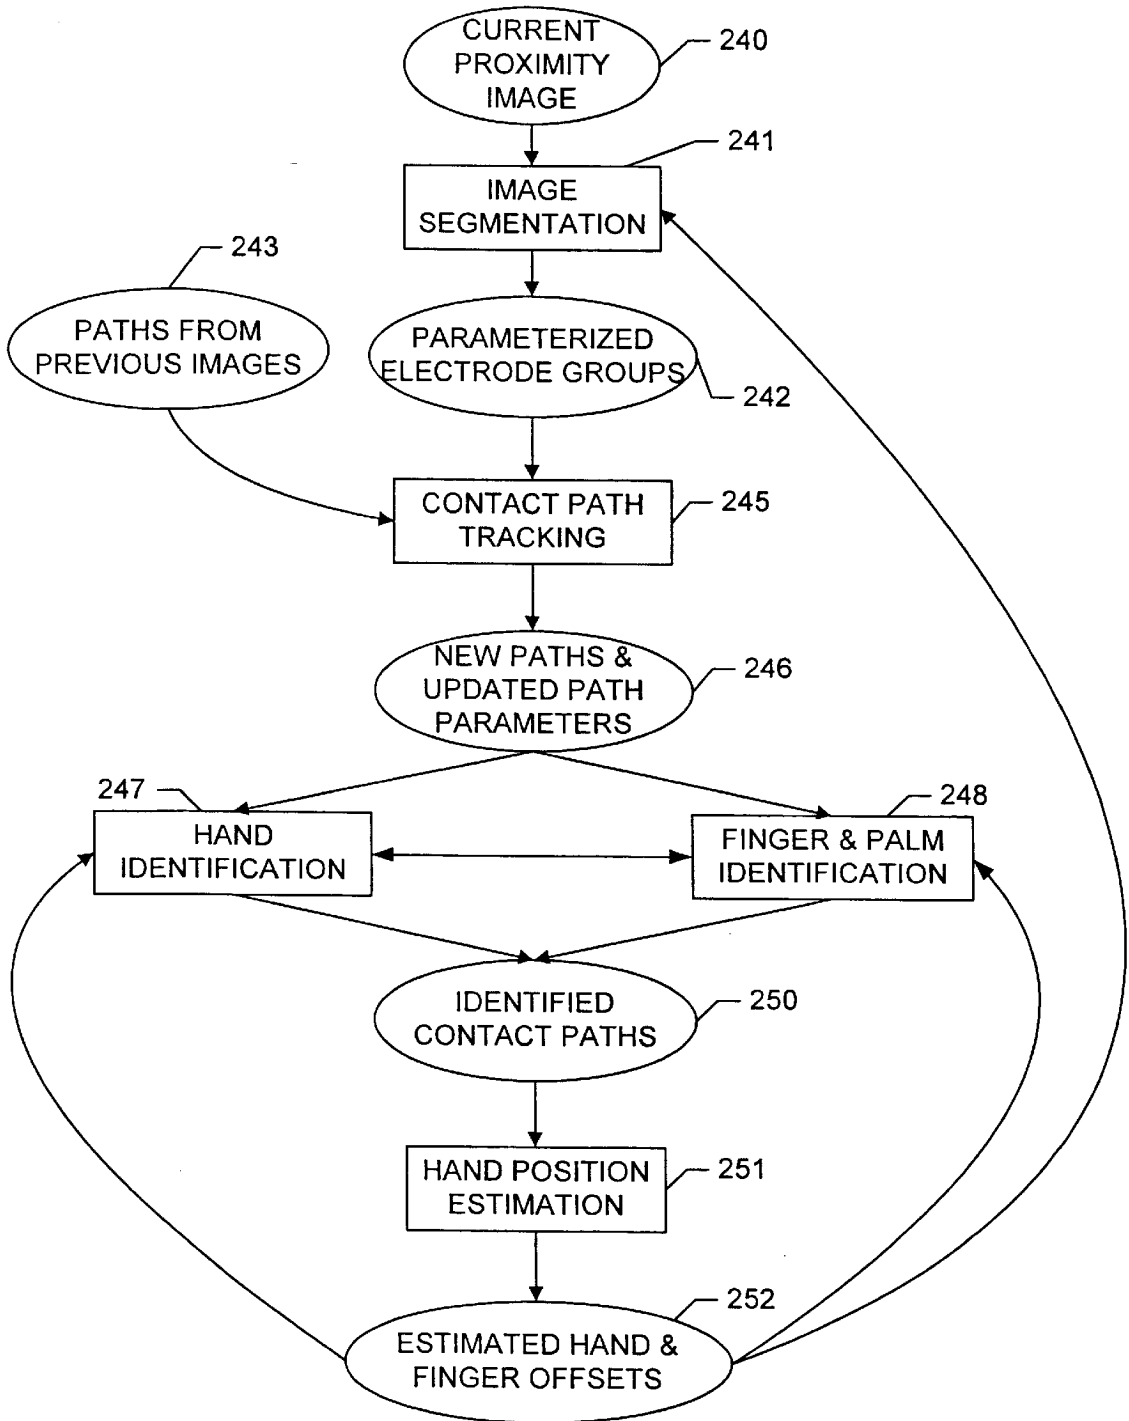 CURRENT
PROXIMITY
IMAGE
240
241
IMAGE
SEGMENTATION
243
PATHS FROM
PREVIOUS IMAGES
PARAMETERIZED
ELECTRODE GROUPS
242
CONTACT PATH
TRACKING
245
NEW PATHS &
UPDATED PATH
PARAMETERS
246
247
HAND
IDENTIFICATION
248
FINGER & PALM
IDENTIFICATION
IDENTIFIED
CONTACT PATHS
250
HAND POSITION
ESTIMATION
251
252
ESTIMATED HAND &
FINGER OFFSETS